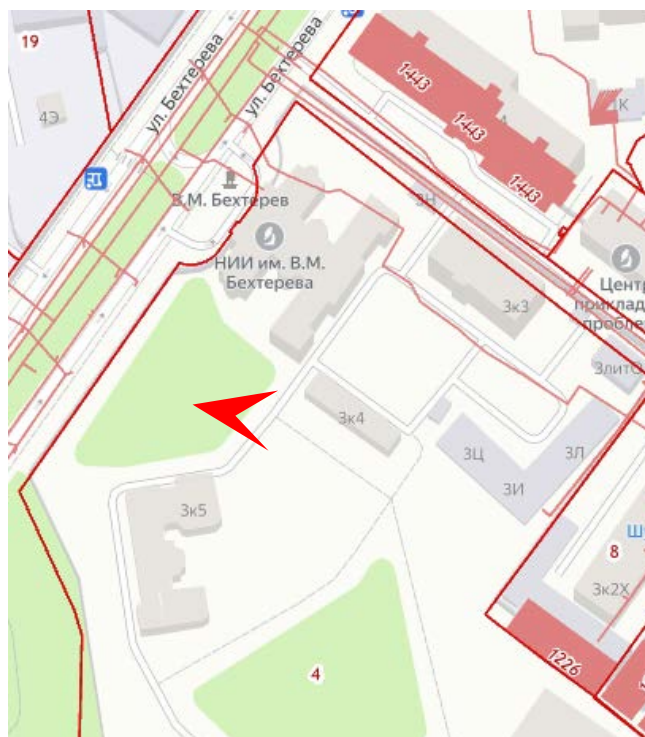 19
ул. Бехтерева
ул. Бехтерева
4Э
1443
1443
1443
В.М. Бехтерев
3Н
НИИ им. В.М.
Бехтерева
Центр
приклад
пробле
3к3
3литО
3к4
3Ц
3Л
3И
3к5
Ш
8
3к2Х
4
1226